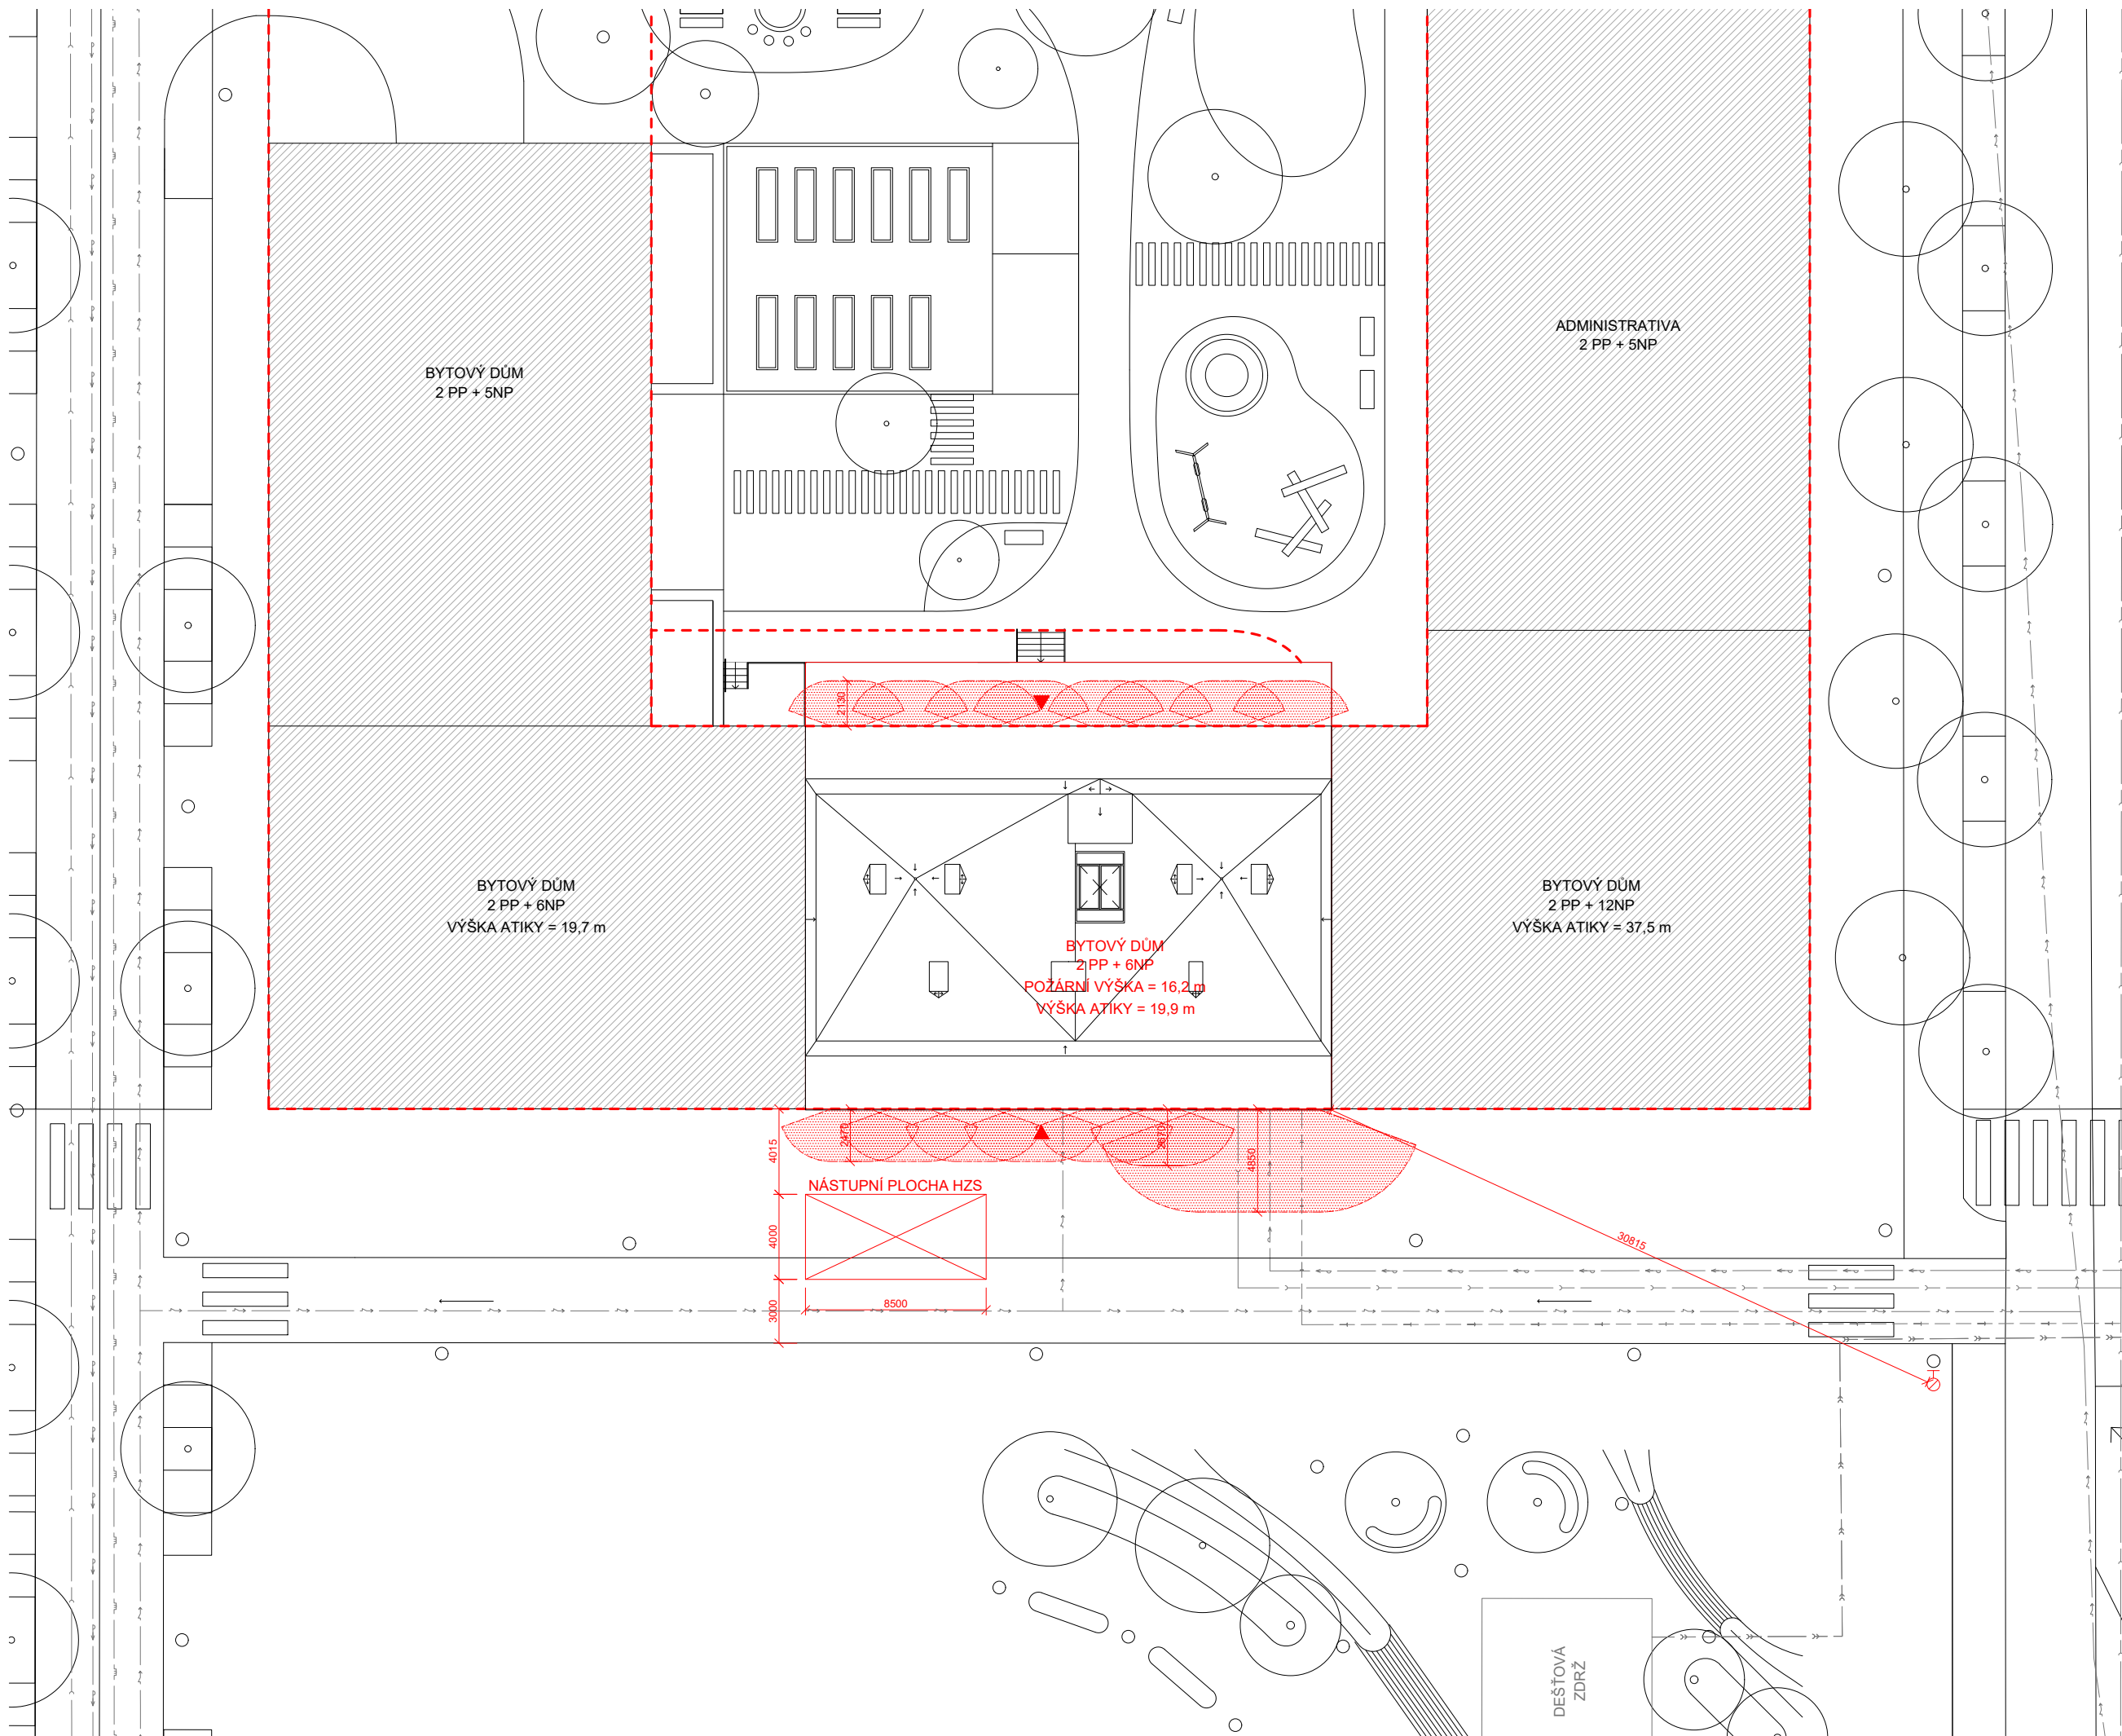 ADMINISTRATIVA
2 PP + 5NP
BYTOVÝ DŮM
2 PP + 5NP
2130
BYTOVÝ DŮM
2 PP + 6NP
VÝŠKA ATIKY = 19,7 m
BYTOVÝ DŮM
2 PP + 12NP
VÝŠKA ATIKY = 37,5 m
BYTOVÝ DŮM
2 PP + 6NP
POŽÁRNÍ VÝŠKA = 16,2 m
VÝŠKA ATIKY = 19,9 m
4015
2470
2670
4850
NÁSTUPNÍ PLOCHA HZS
4000
8500
3000
30815
H
DEŠŤOVÁ
ZDRŽ